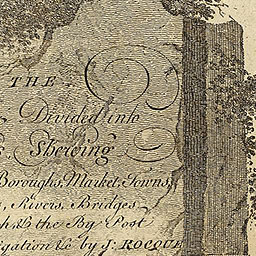 THE
Divided into
Shewing
Boroughs, Market Towns,
Rivers, Bridges
& the By-Post
igation &c by J: ROCQUE